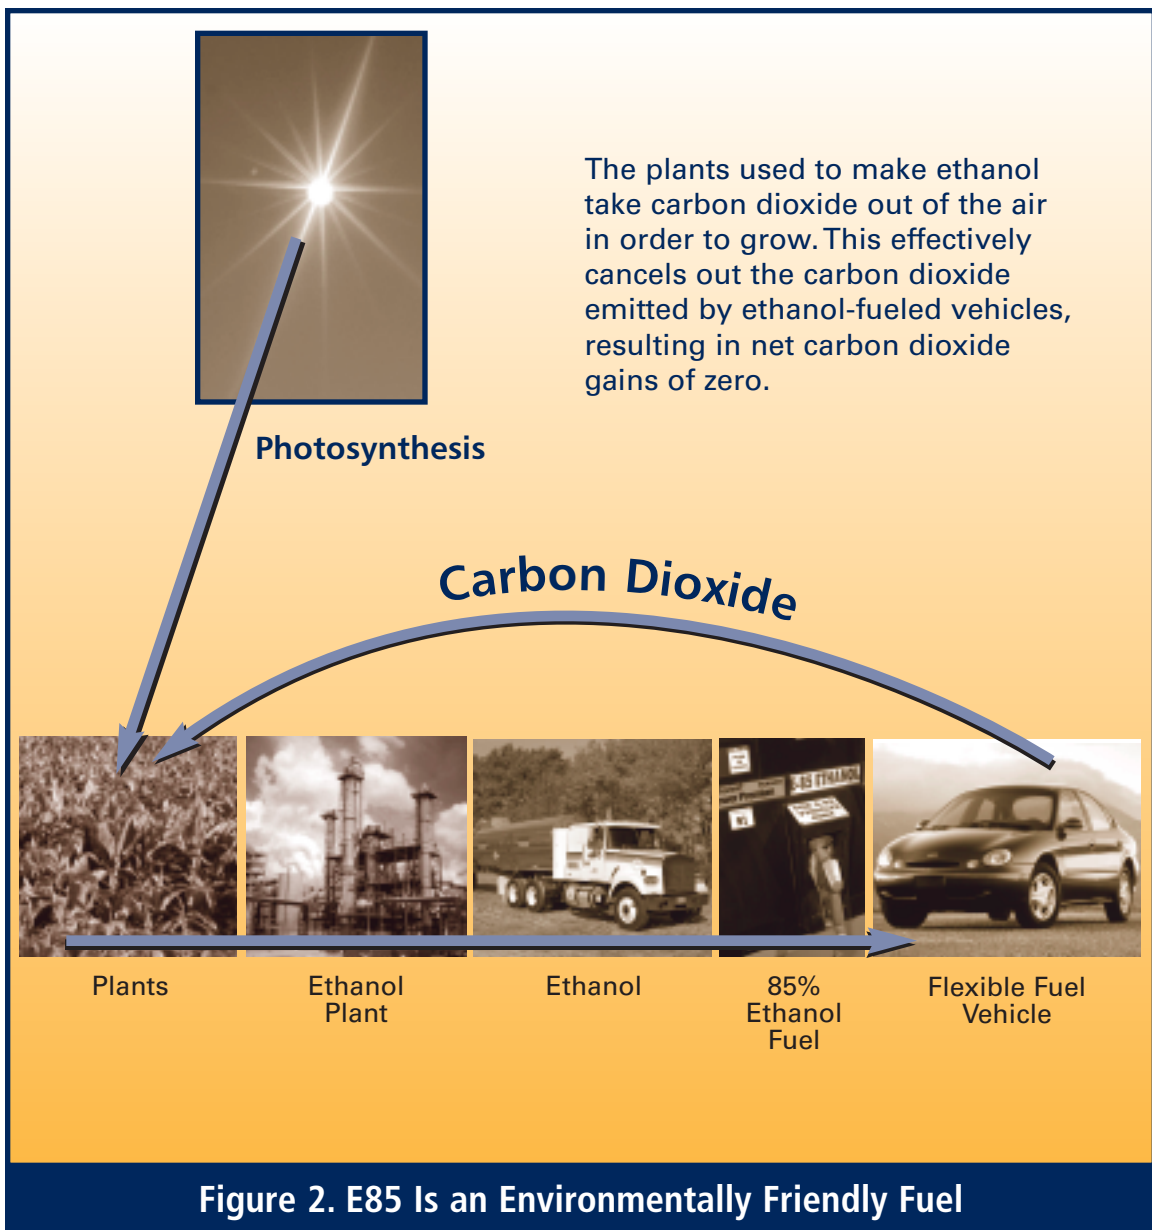 The plants used to make ethanol
take carbon dioxide out of the air
in order to grow. This effectively
cancels out the carbon dioxide
emitted by ethanol-fueled vehicles,
resulting in net carbon dioxide
gains of zero.
Photosynthesis
Carbon Dioxide
E-85 ETHANOL
Plants
Ethanol
Plant
Ethanol
85%
Ethanol
Fuel
Flexible Fuel
Vehicle
Figure 2. E85 Is an Environmentally Friendly Fuel